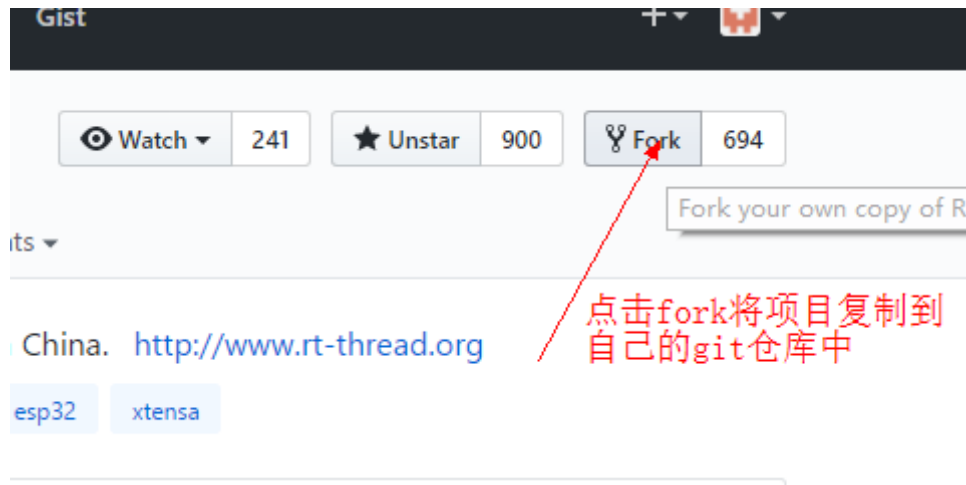 Gist
Watch 241 Unstar 900 Fork 694
Fork your own copy of R
ts
China. http://www.rt-thread.org
点击fork将项目复制到
自己的git仓库中
esp32 xtensa